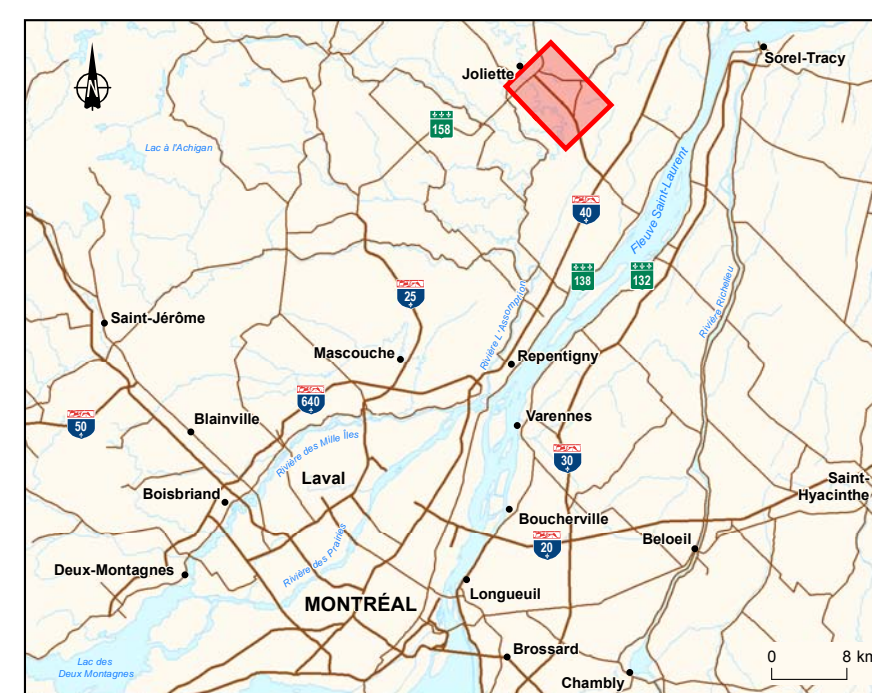 Sorel-Tracy
Joliette
158
Lac à l'Achigan
40
Fleuve Saint-Laurent
138
132
25
Rivière L'Assomption
Rivière Richelieu
Saint-Jérôme
Mascouche
Repentigny
640
50
Blainville
Varennes
Rivière des Mille Îles
30
Laval
Saint-
Hyacinthe
Boisbriand
Boucherville
20
Beloeil
Rivière des Prairies
Deux-Montagnes
Longueuil
MONTRÉAL
Brossard
Lac des
Deux Montagnes
Chambly
0 8 km